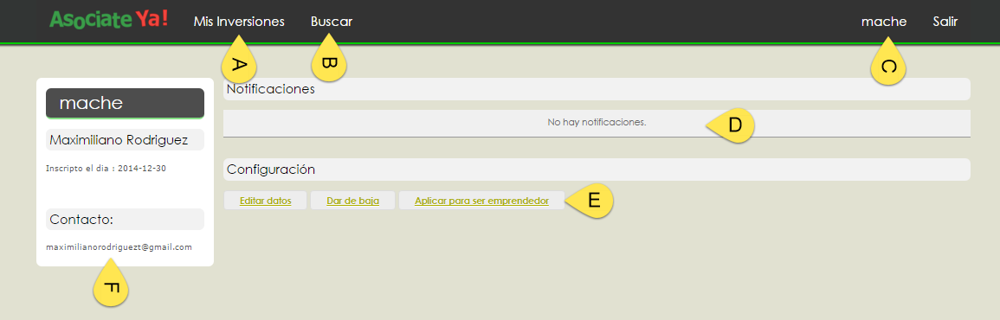 Asociate Ya! Mis Inversiones Buscar mache Salir
A B C
mache
Maximiliano Rodriguez
Inscripto el dia : 2014-12-30
Contacto:
maximilianorodriguezt@gmail.com
F
Notificaciones
No hay notificaciones. D
Configuración
Editar datos Dar de baja Aplicar para ser emprendedor E